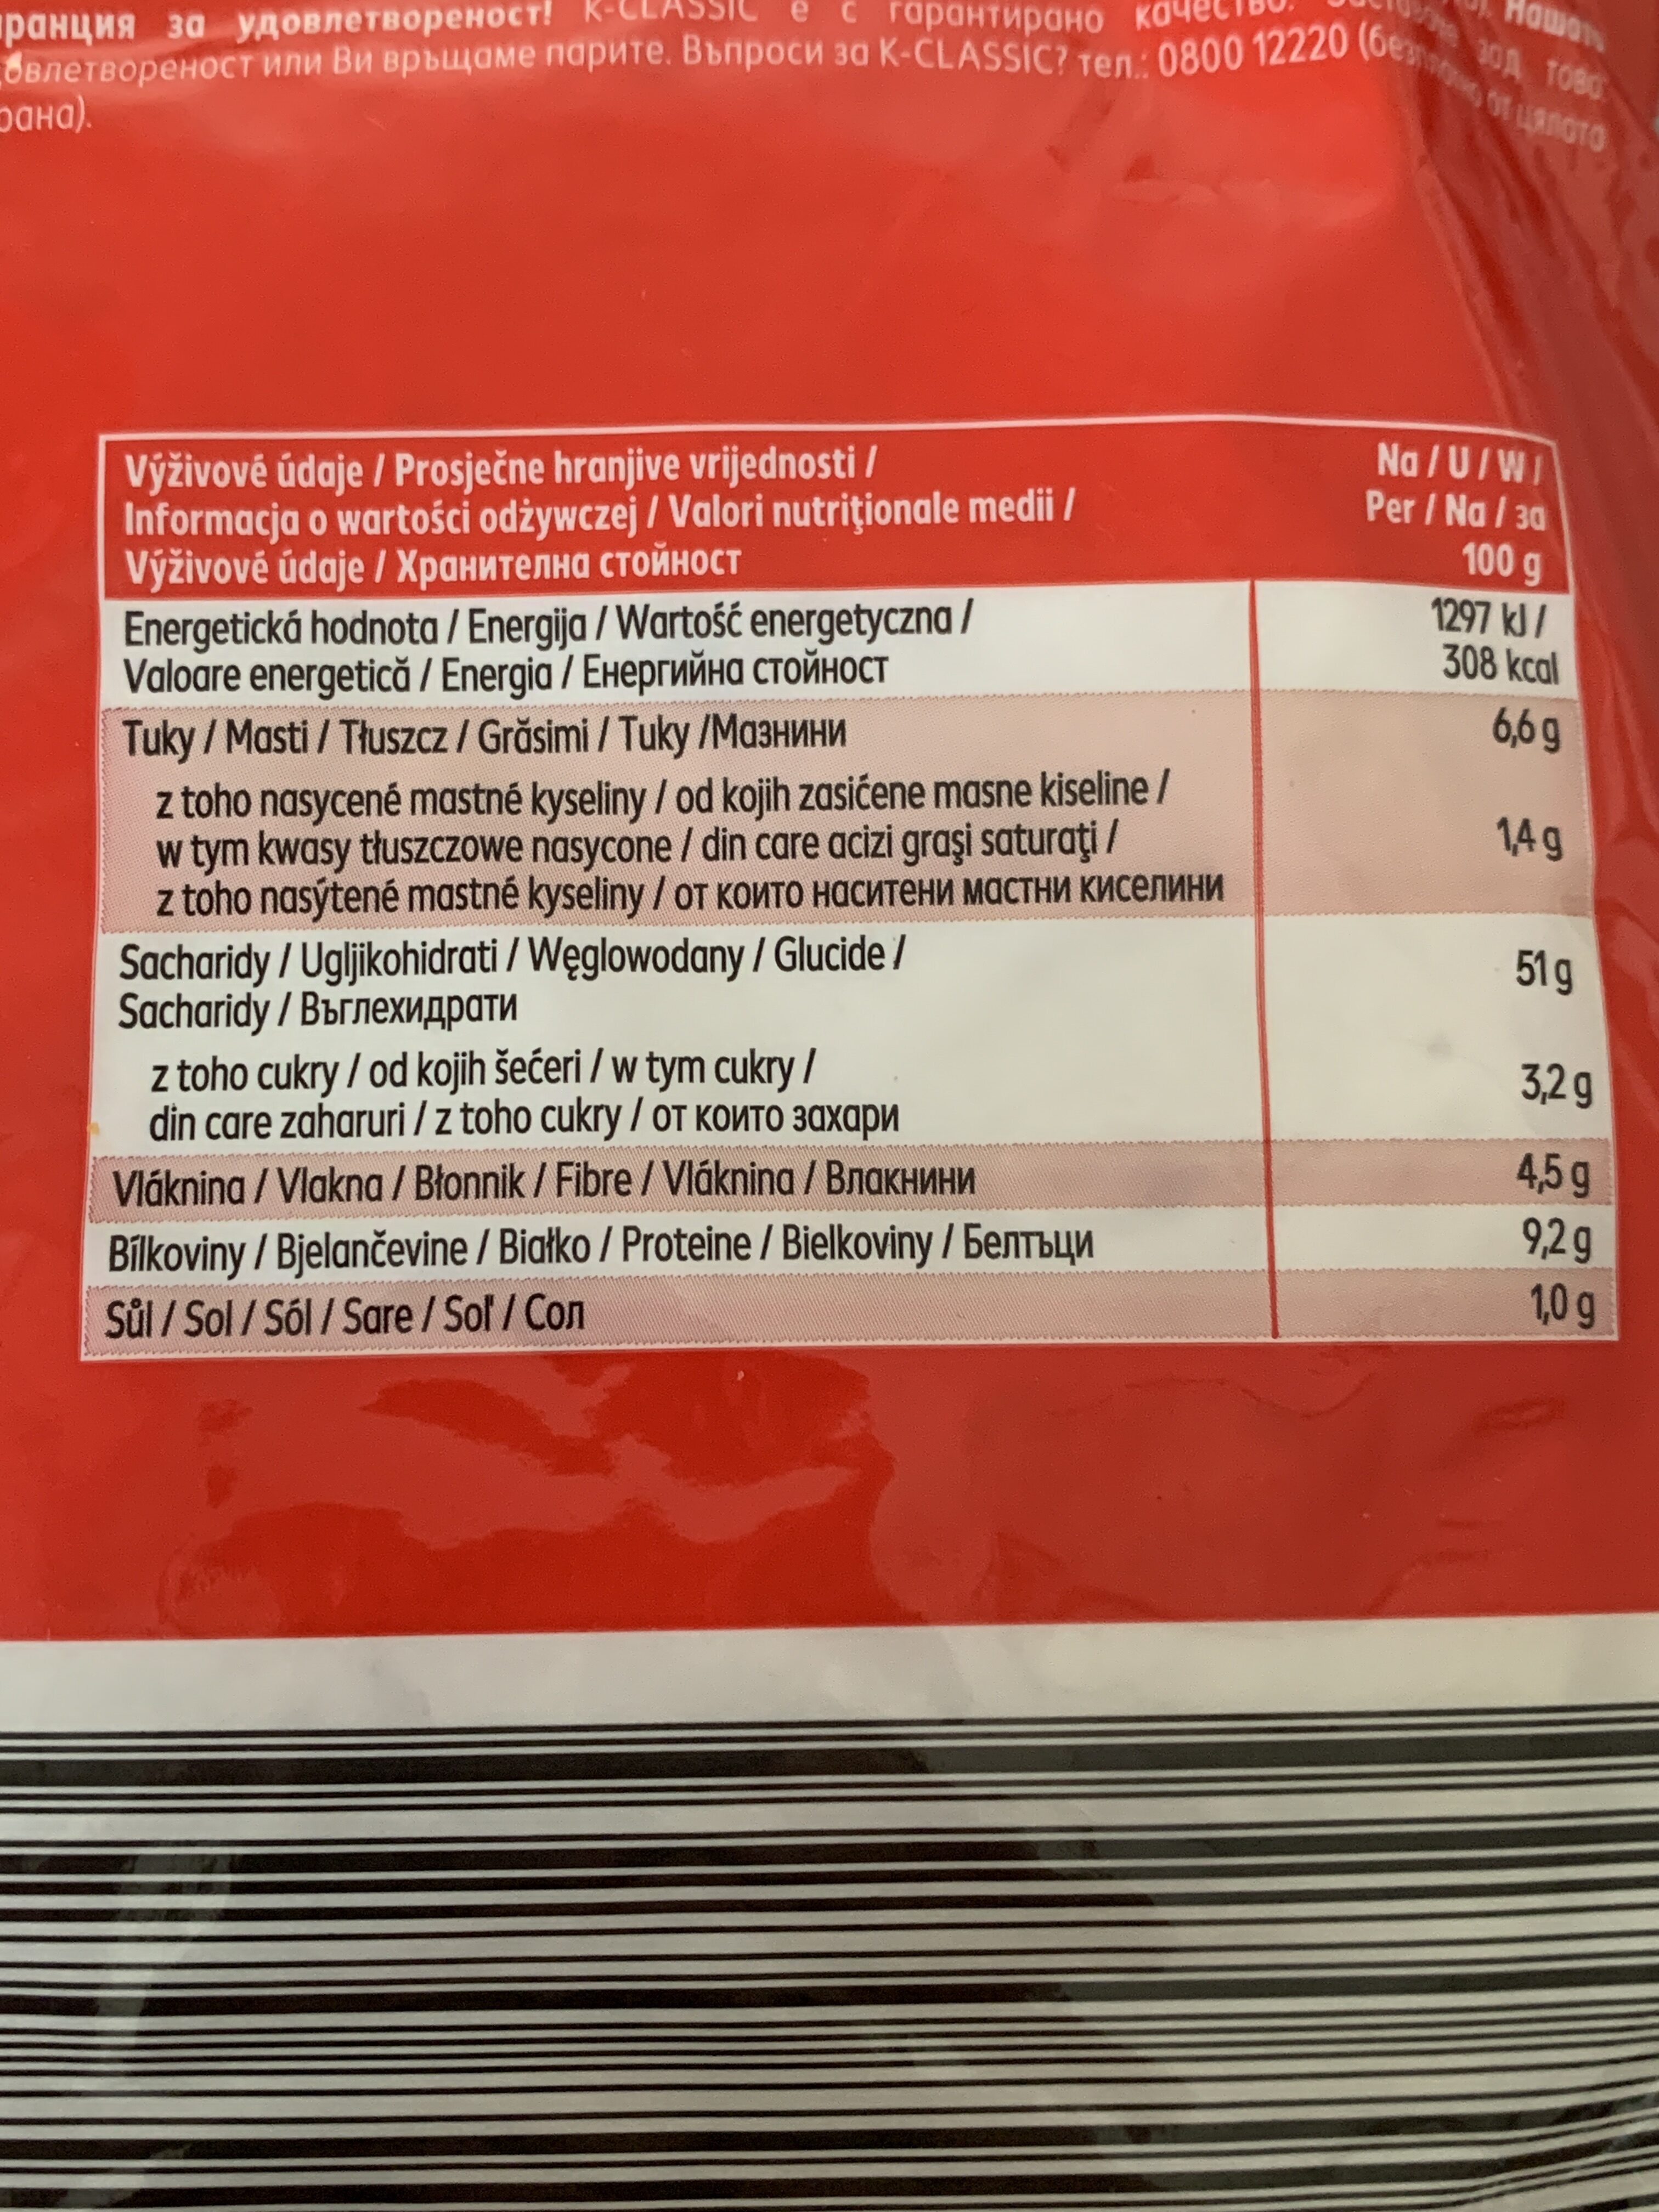 ранция за удовлетвореност! K-CLASSIC е с гарантирано
овлетвореност или Ви връщаме парите. Въпроси за K-CLASSIC? тел.: 0800 12220
рана).
от цялата
Výživové údaje / Prosječne hranjive vrijednosti /
Informacja o wartości odżywczej / Valori nutriţionale medii /
Výživové údaje / Хранителна стойност
Na / U / W /
Per / Na / за
100 g
Energetická hodnota / Energija / Wartość energetyczna /
Valoare energetică / Energia / Енергийна стойност
1297 kJ /
308 kcal
Tuky / Masti / Tłuszcz / Grăsimi / Tuky /Мазнини
6,6 g
z toho nasycené mastné kyseliny / od kojih zasićene masne kiseline /
w tym kwasy tłuszczowe nasycone / din care acizi graşi saturaţi /
z toho nasýtené mastné kyseliny / от които наситени мастни киселини
1,4 g
Sacharidy / Ugljikohidrati / Węglowodany / Glucide /
Sacharidy / Въглехидрати
51 g
z toho cukry / od kojih šećeri / w tym cukry /
din care zaharuri / z toho cukry / от които захари
3,2 g
Vláknina / Vlakna / Błonnik / Fibre / Vláknina / Влакнини
4,5 g
Bílkoviny / Bjelančevine / Białko / Proteine / Bielkoviny / Белтъци
9,2 g
Sůl / Sol / Sól / Sare / Soľ / Сол
1,0 g